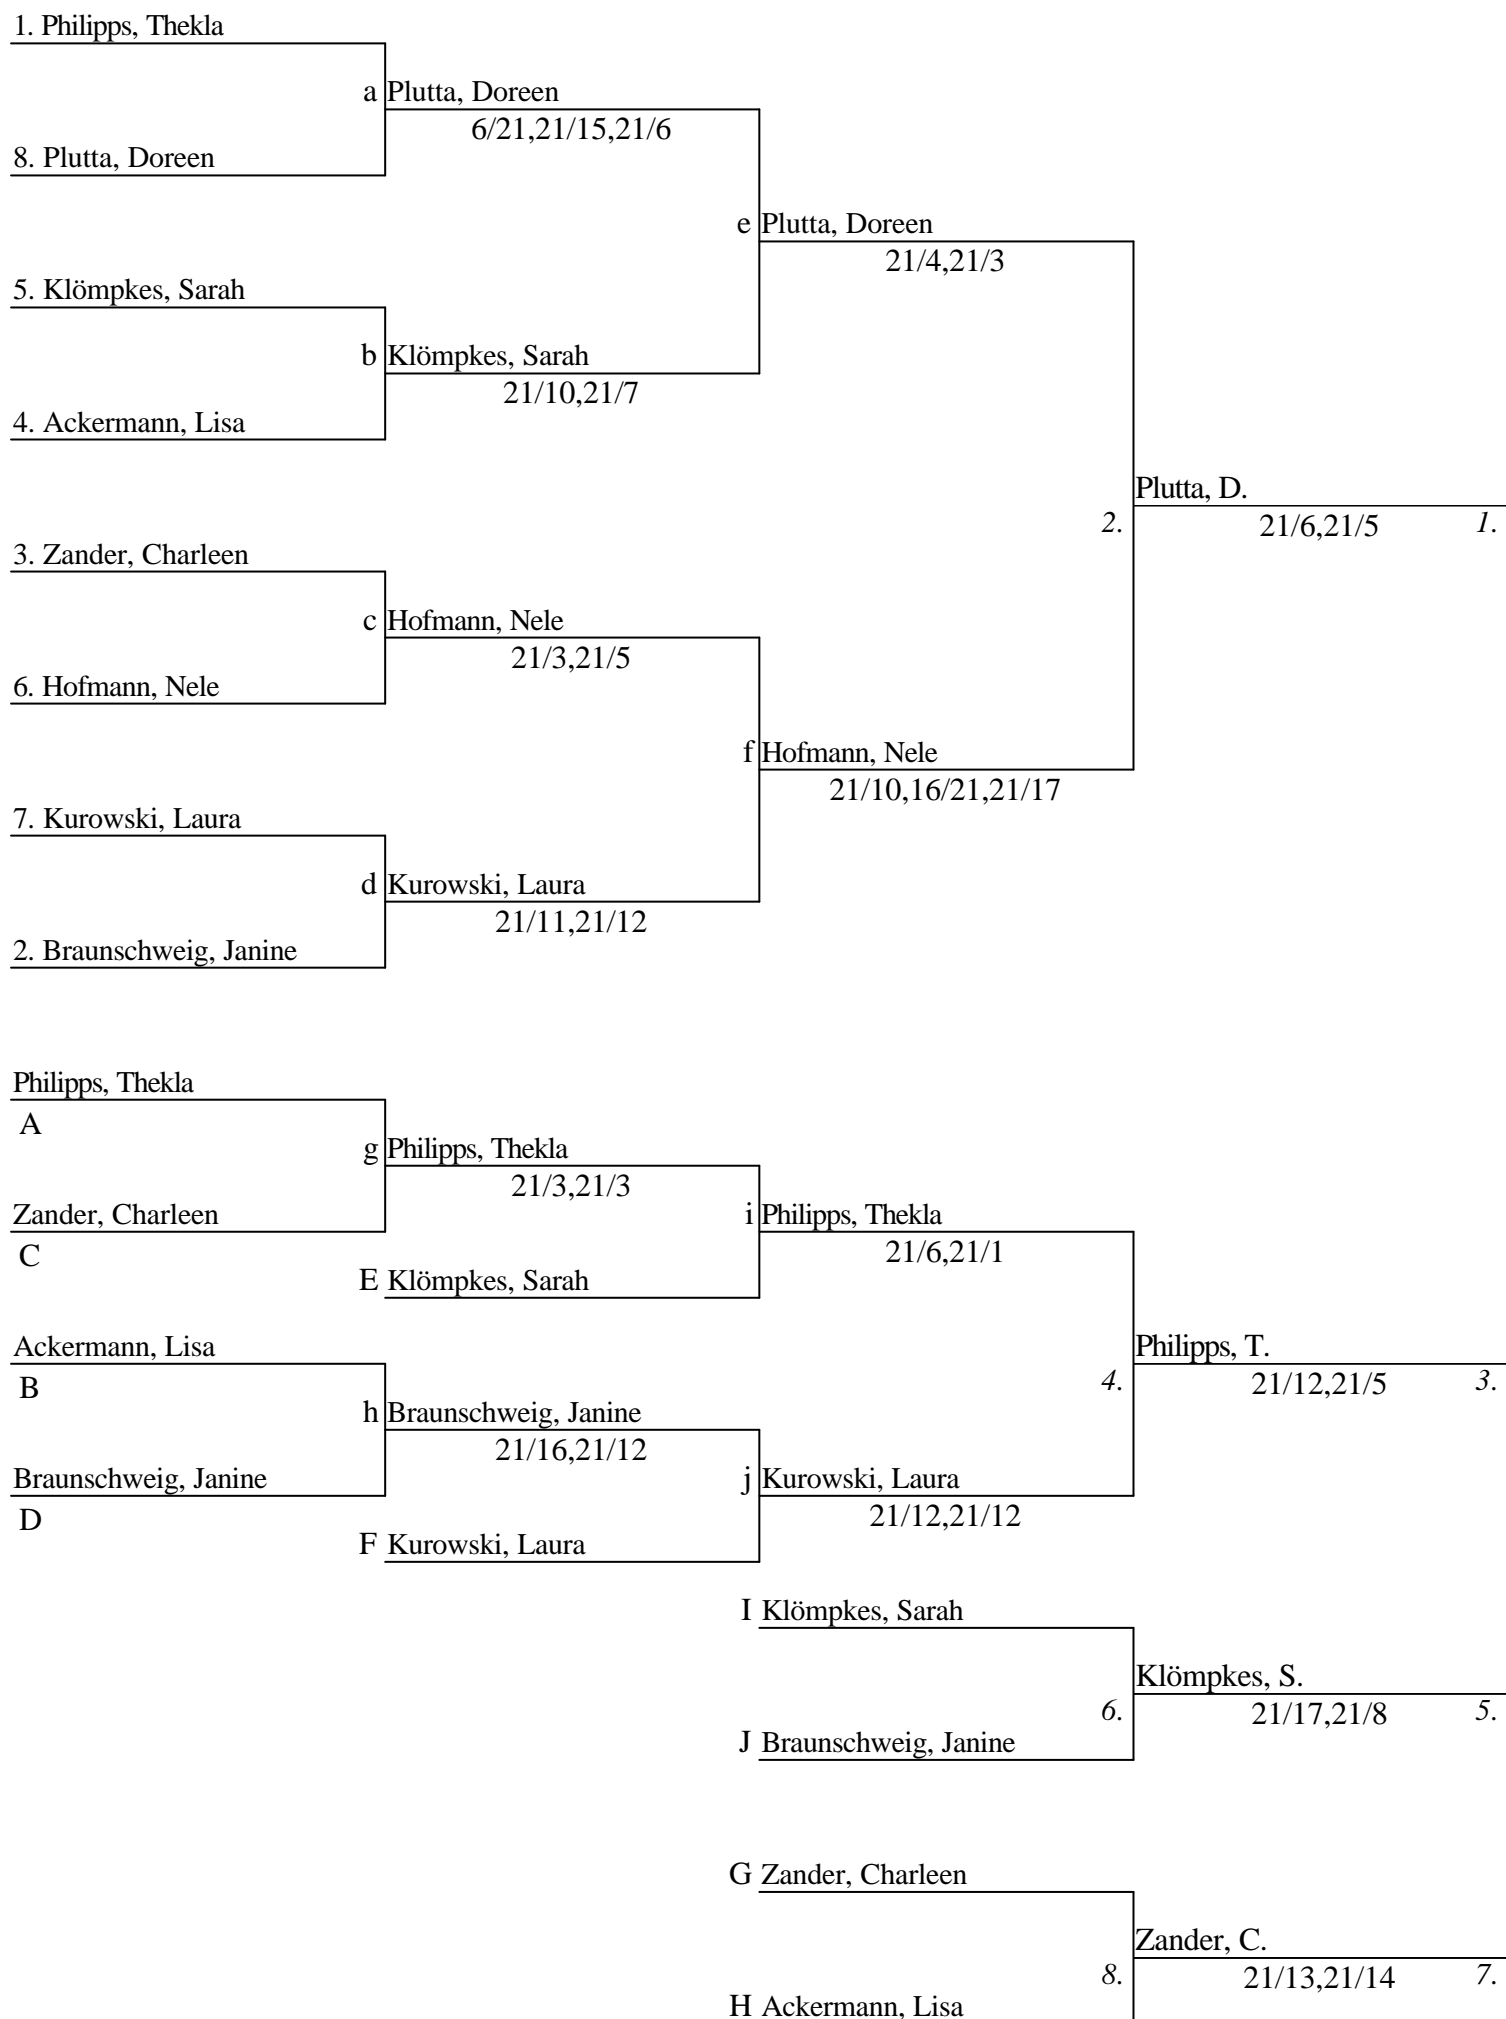 1. Philipps, Thekla
a Plutta, Doreen
6/21,21/15,21/6
8. Plutta, Doreen
e Plutta, Doreen
21/4,21/3
5. Klömpkes, Sarah
b Klömpkes, Sarah
21/10,21/7
4. Ackermann, Lisa
Plutta, D.
2. 21/6,21/5 1.
3. Zander, Charleen
c Hofmann, Nele
21/3,21/5
6. Hofmann, Nele
f Hofmann, Nele
21/10,16/21,21/17
7. Kurowski, Laura
d Kurowski, Laura
21/11,21/12
2. Braunschweig, Janine
Philipps, Thekla
A
g Philipps, Thekla
21/3,21/3
Zander, Charleen
C
i Philipps, Thekla
21/6,21/1
E Klömpkes, Sarah
Ackermann, Lisa
B
Philipps, T.
4. 21/12,21/5 3.
h Braunschweig, Janine
21/16,21/12
Braunschweig, Janine
D
j Kurowski, Laura
21/12,21/12
F Kurowski, Laura
I Klömpkes, Sarah
Klömpkes, S.
6. 21/17,21/8 5.
J Braunschweig, Janine
G Zander, Charleen
Zander, C.
8. 21/13,21/14 7.
H Ackermann, Lisa